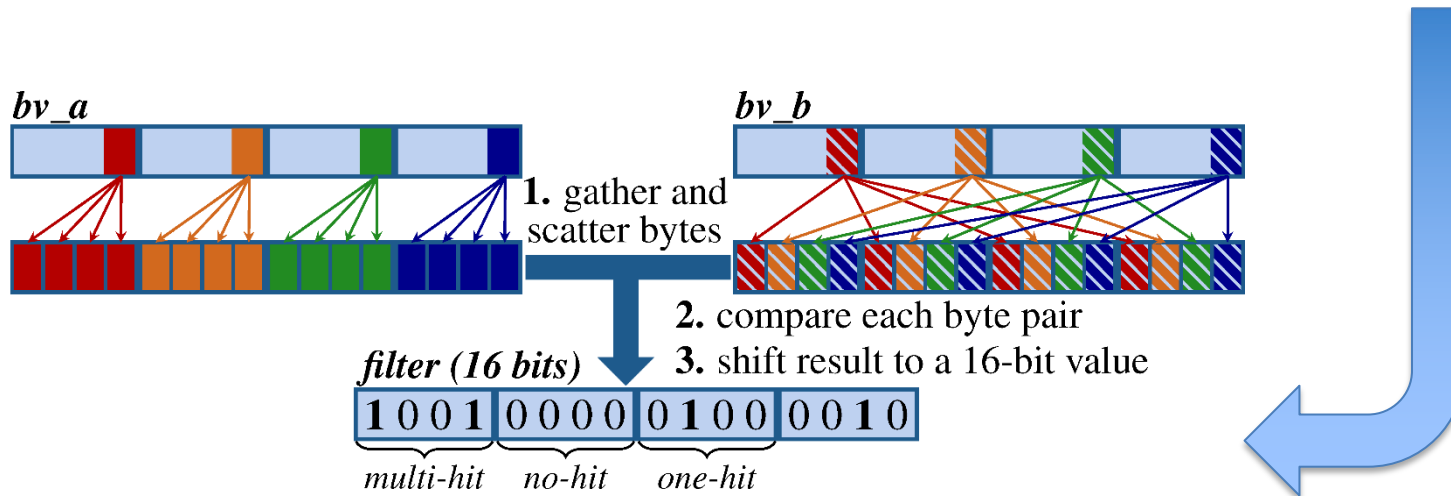 bv_a
bv_b
1. gather and
scatter bytes
2. compare each byte pair
3. shift result to a 16-bit value
filter (16 bits)
1 0 0 1 0 0 0 0 0 1 0 0 0 0 1 0
multi-hit no-hit one-hit